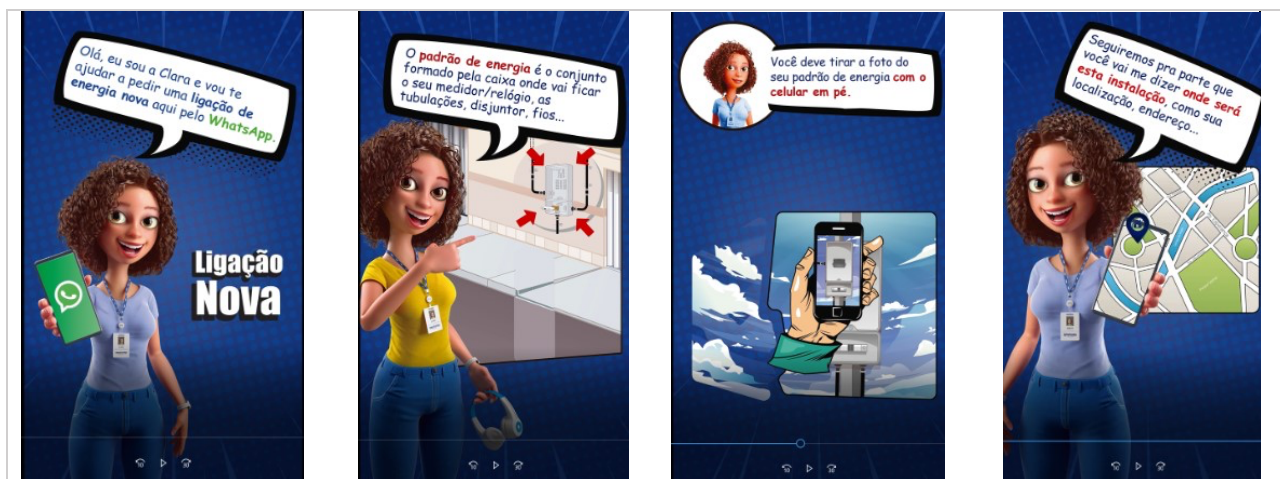 Olá, eu sou a Clara e vou te
ajudar a pedir uma ligação de
energia nova aqui pelo WhatsApp.
Ligação
Nova
O padrão de energia é o conjunto
formado pela caixa onde vai ficar
o seu medidor/relógio, as
tubulações, disjuntor, fios...
Você deve tirar a foto do
seu padrão de energia com o
celular em pé.
Seguiremos pra parte que
você vai me dizer onde será
esta instalação, como sua
localização, endereço...